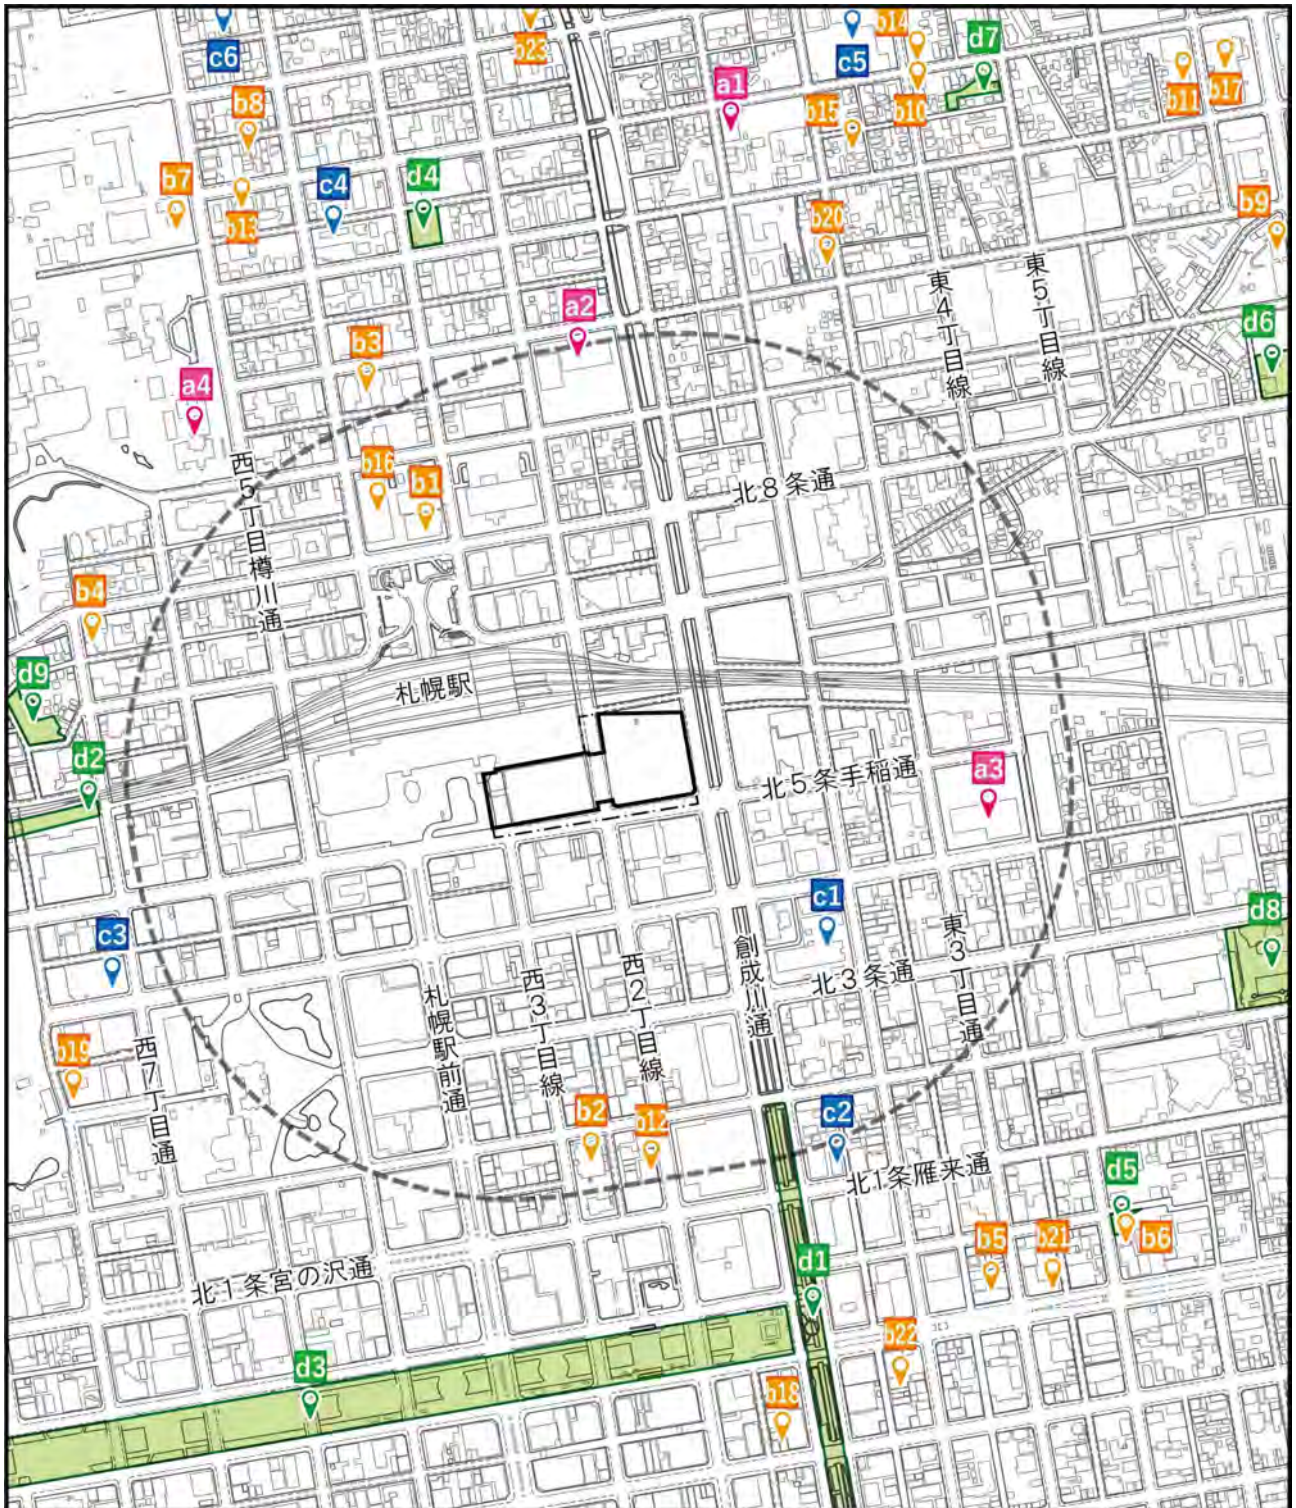 c6
b23
c5
b14
d7
b11
b17
a1
b8
b15
b10
b7
b13
c4
d4
b20
b9
東4丁目線
東5丁目線
a2
d6
b3
a4
b16
b1
西5丁目樽川通
北8条通
b4
d9
札幌駅
d2
北5条手稲通
a3
c1
c3
d8
東3丁目通
創成川通
北3条通
西2丁目線
西3丁目線
札幌駅前通
b19
西7丁目通
b2
b12
c2
北1条雁来通
d5
b6
b5
b21
d1
北1条宮の沢通
b22
d3
b18